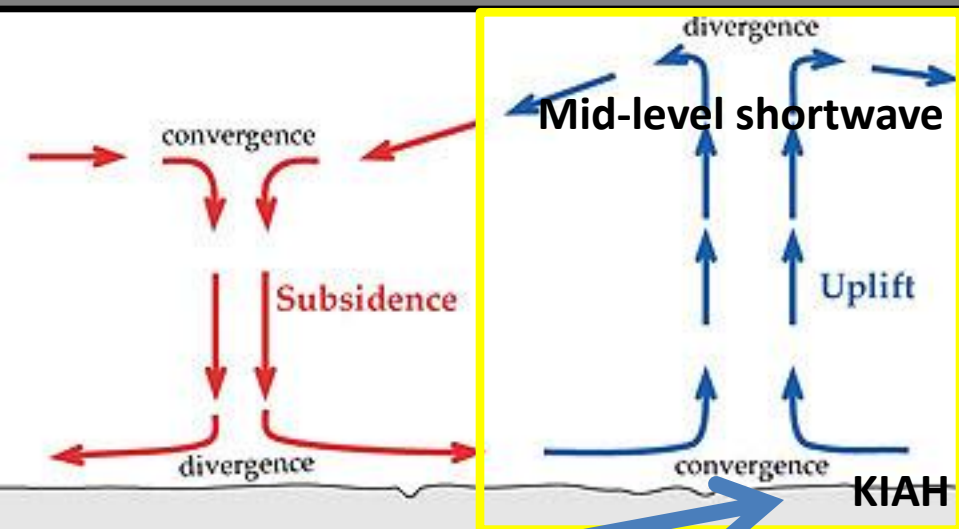 divergence
Mid-level shortwave
convergence
Subsidence
Uplift
divergence
convergence
KIAH